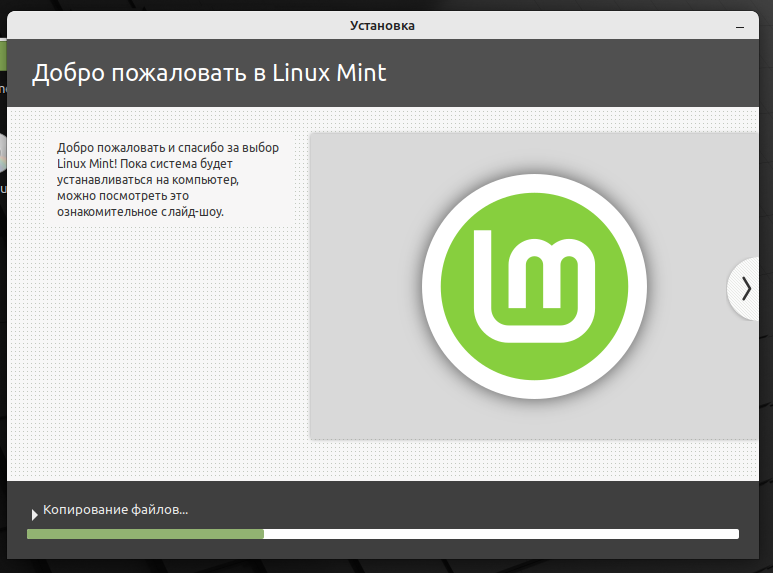 Установка
Добро пожаловать в Linux Mint
Добро пожаловать и спасибо за выбор
Linux Mint! Пока система будет
устанавливаться на компьютер,
можно посмотреть это
ознакомительное слайд-шоу.
Копирование файлов...